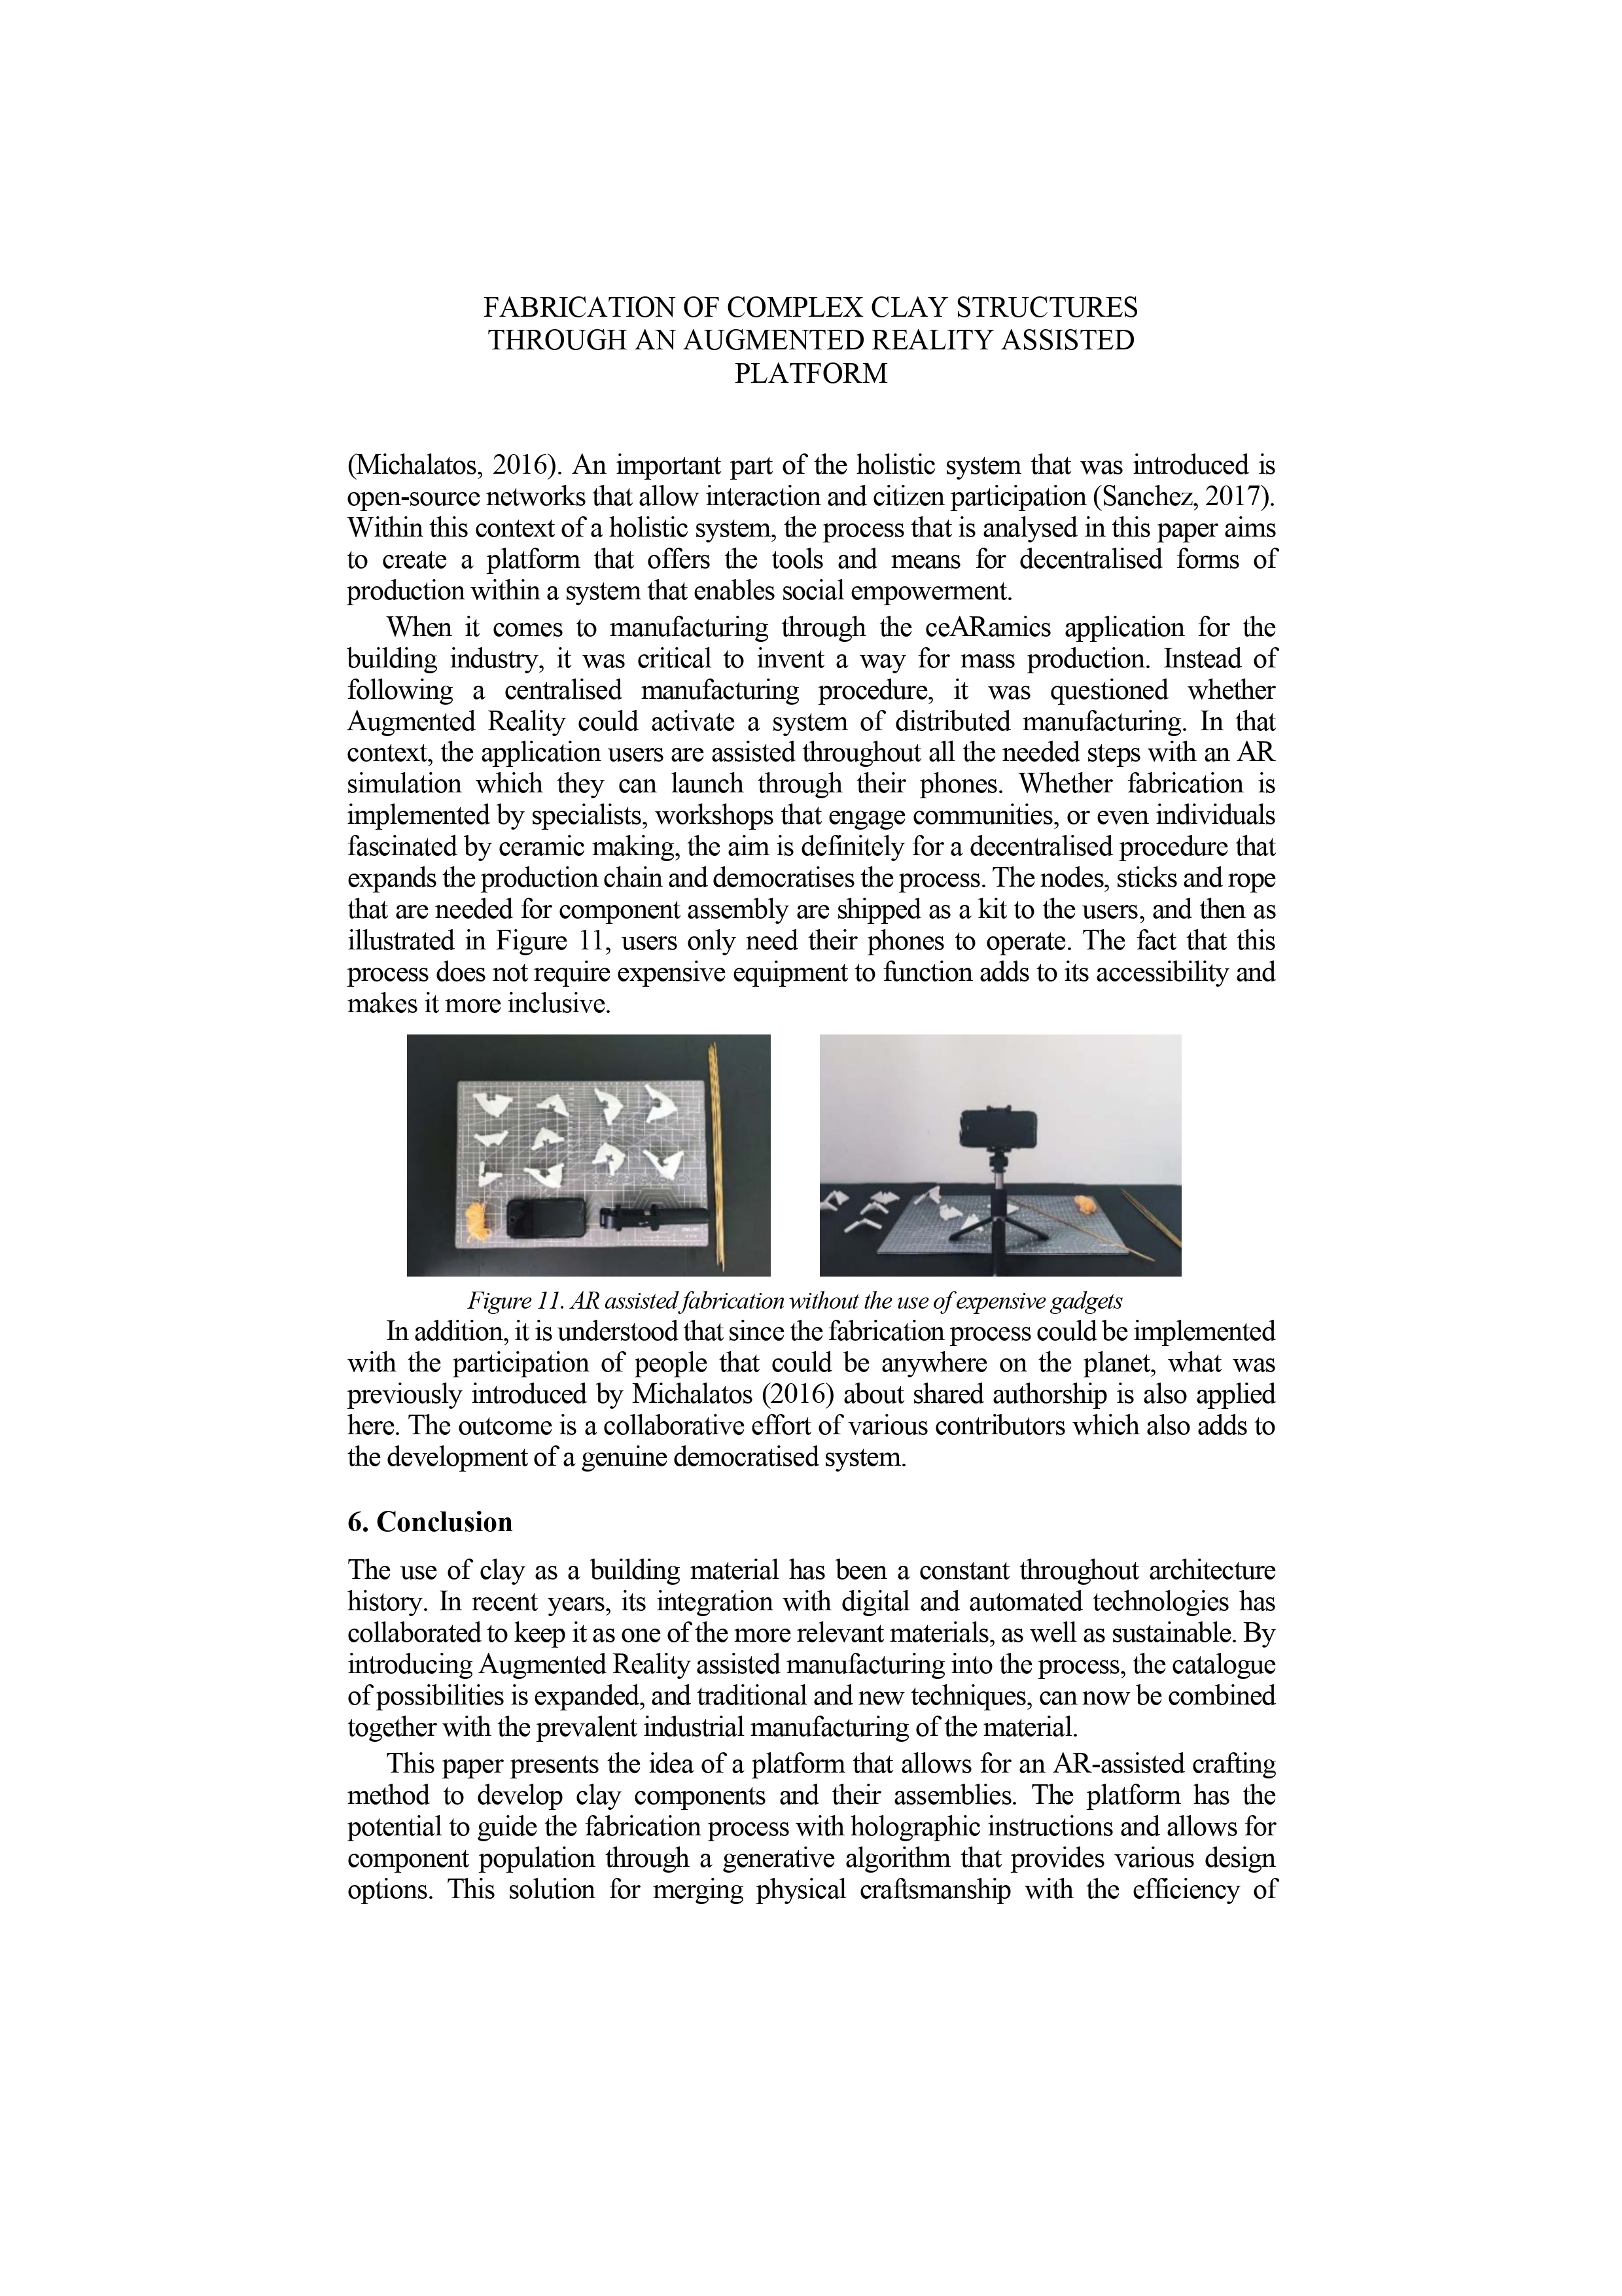 FABRICATION OF COMPLEX CLAY STRUCTURES
THROUGH AN AUGMENTED REALITY ASSISTED
PLATFORM
(Michalatos, 2016). An important part of the holistic system that was introduced is
open-source networks that allow interaction and citizen participation (Sanchez, 2017).
Within this context of a holistic system, the process that is analysed in this paper aims
to create a platform that offers the tools and means for decentralised forms of
production within a system that enables social empowerment.
When it comes to manufacturing through the ceARamics application for the
building industry, it was critical to invent a way for mass production. Instead of
following a centralised manufacturing procedure, it was questioned whether
Augmented Reality could activate a system of distributed manufacturing. In that
context, the application users are assisted throughout all the needed steps with an AR
simulation which they can launch through their phones. Whether fabrication is
implemented by specialists, workshops that engage communities, or even individuals
fascinated by ceramic making, the aim is definitely for a decentralised procedure that
expands the production chain and democratises the process. The nodes, sticks and rope
that are needed for component assembly are shipped as a kit to the users, and then as
illustrated in Figure 11, users only need their phones to operate. The fact that this
process does not require expensive equipment to function adds to its accessibility and
makes it more inclusive.
Figure 11. AR assisted fabrication without the use of expensive gadgets
In addition, it is understood that since the fabrication process could be implemented
with the participation of people that could be anywhere on the planet, what was
previously introduced by Michalatos (2016) about shared authorship is also applied
here. The outcome is a collaborative effort of various contributors which also adds to
the development of a genuine democratised system.
6. Conclusion
The use of clay as a building material has been a constant throughout architecture
history. In recent years, its integration with digital and automated technologies has
collaborated to keep it as one of the more relevant materials, as well as sustainable. By
introducing Augmented Reality assisted manufacturing into the process, the catalogue
of possibilities is expanded, and traditional and new techniques, can now be combined
together with the prevalent industrial manufacturing of the material.
This paper presents the idea of a platform that allows for an AR-assisted crafting
method to develop clay components and their assemblies. The platform has the
potential to guide the fabrication process with holographic instructions and allows for
component population through a generative algorithm that provides various design
options. This solution for merging physical craftsmanship with the efficiency of